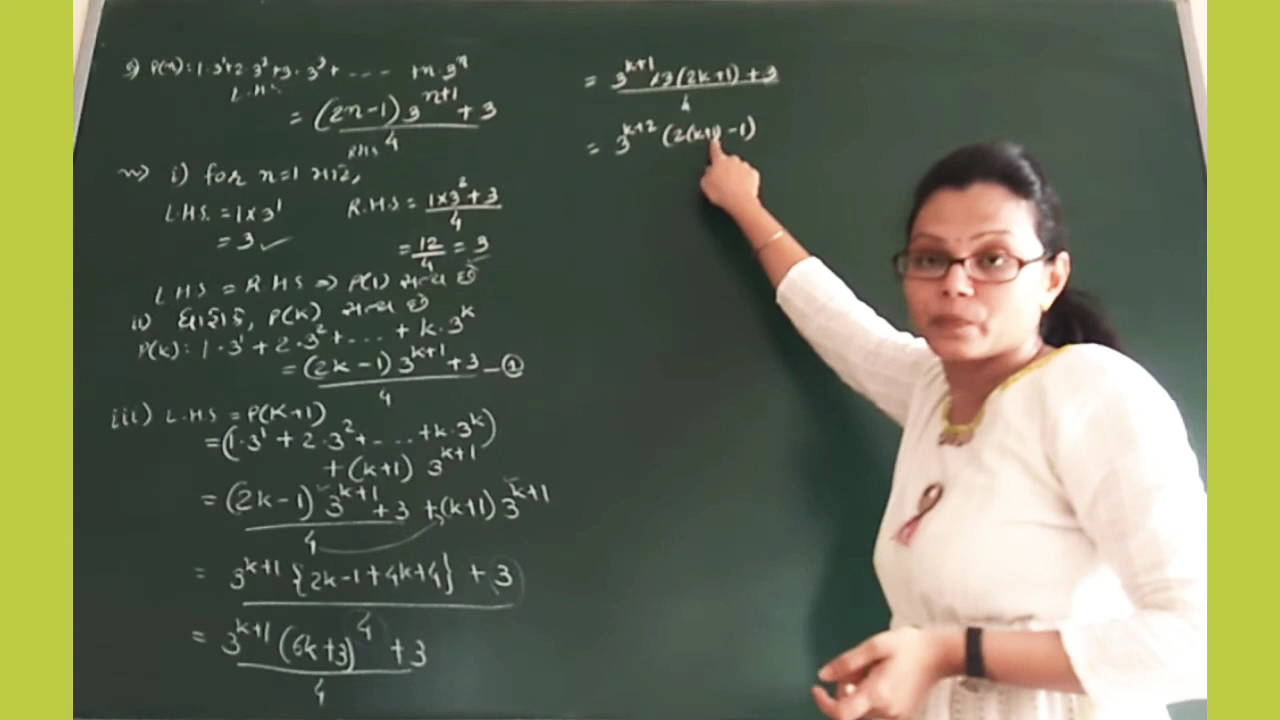 s) P(n): 1·3¹+2·3²+3·3³+ ---- +n·3ⁿ
L.H.S
= (2n-1) 3ⁿ⁺¹ + 3
RHS 4
i) for n=1 માટે,
L.H.S. = 1×3¹ R.H.S = 1×3² + 3
4
= 3 ✓ = 12/4 = 3
LHS = RHS ⇒ P(1) સત્ય છે
ii) ધારોકે, P(k) સત્ય છે
P(k): 1·3¹ + 2·3² + ... + k·3ᵏ
= (2k-1) 3ᵏ⁺¹ + 3 — ①
4
iii) L.H.S = P(K+1)
= (1·3¹ + 2·3² + - ... + k·3ᵏ)
+ (k+1) 3ᵏ⁺¹
= (2k-1) 3ᵏ⁺¹ + 3 + (k+1) 3ᵏ⁺¹
4
= 3ᵏ⁺¹ {2k-1+4k+4} + 3
4
= 3ᵏ⁺¹ (6k+3) + 3
4
= 3ᵏ⁺¹ × 3 (2k+1) + 3
4
= 3ᵏ⁺² (2(k+1) - 1)